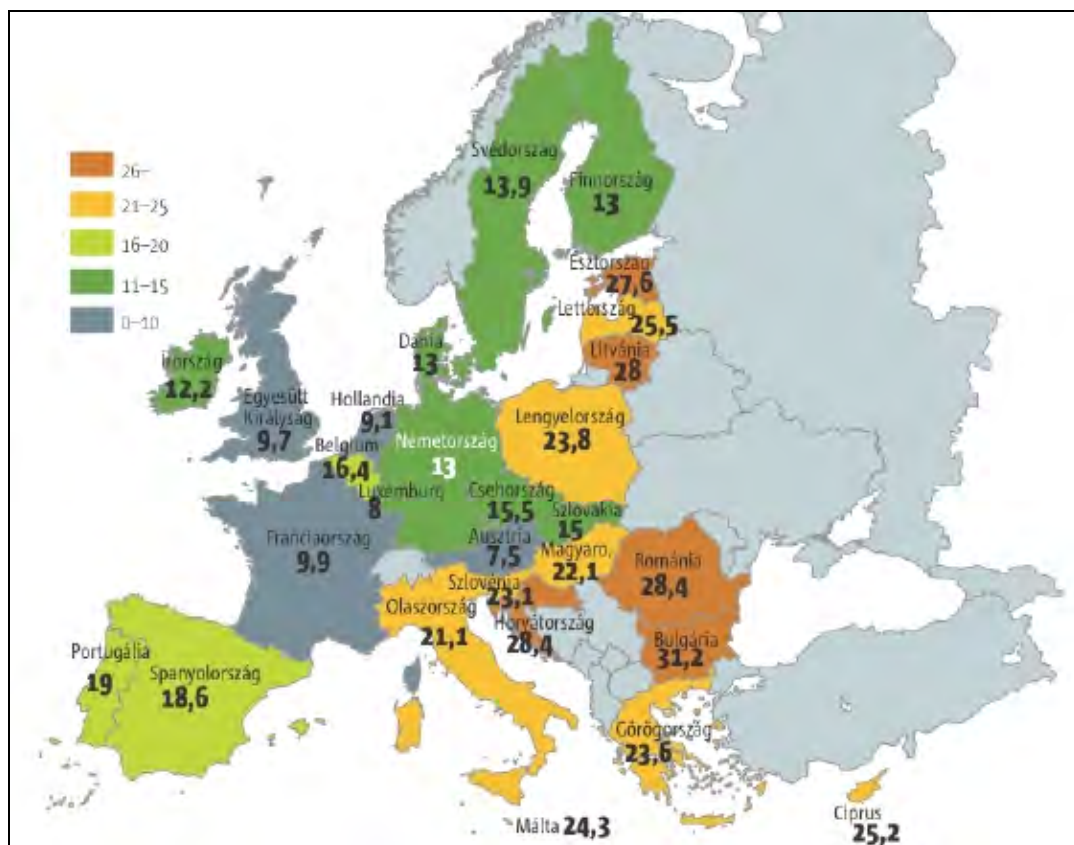 26-
21-25
16-20
11-15
0-10
Svédország
13,9
Finnország
13
Észtország
27,6
Lettország
25,5
Litvánia
28
Dánia
13
Írország
12,2
Egyesült
Királyság
9,7
Hollandia
9,1
Belgium
16,4
Luxemburg
8
Németország
13
Lengyelország
23,8
Csehország
15,5
Szlovákia
15
Ausztria
7,5
Magyaro.
22,1
Franciaország
9,9
Szlovénia
23,1
Horvátország
28,4
Románia
28,4
Bulgária
31,2
Olaszország
21,1
Portugália
19
Spanyolország
18,6
Görögország
23,6
Málta 24,3
Ciprus
25,2